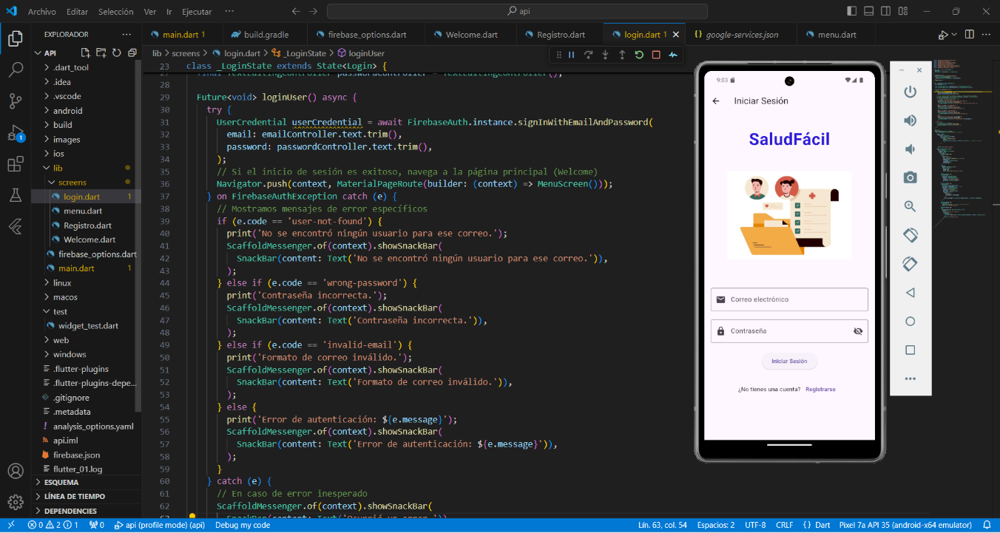 Archivo Editar Selección Ver Ir Ejecutar ··· api
EXPLORADOR ···
main.dart 1 build.gradle firebase_options.dart Welcome.dart Registro.dart login.dart 1 {} google-services.json menu.dart
API
.dart_tool
.idea
.vscode
android
build
images
ios
lib
screens
login.dart 1
menu.dart
Registro.dart
Welcome.dart
firebase_options.dart
main.dart 1
linux
macos
test
widget_test.dart
web
windows
.flutter-plugins
.flutter-plugins-depe...
.gitignore
.metadata
analysis_options.yaml
api.iml
firebase.json
flutter_01.log
ESQUEMA
LÍNEA DE TIEMPO
DEPENDENCIES
1
lib > screens > login.dart > _LoginState > loginUser
23 class _LoginState extends State<Login> {
27 final TextEditingController passwordController = TextEditingController();
28
29 Future<void> loginUser() async {
30 try {
31 UserCredential userCredential = await FirebaseAuth.instance.signInWithEmailAndPassword(
32 email: emailController.text.trim(),
33 password: passwordController.text.trim(),
34 );
35 // Si el inicio de sesión es exitoso, navega a la página principal (Welcome)
36 Navigator.push(context, MaterialPageRoute(builder: (context) => MenuScreen()));
37 } on FirebaseAuthException catch (e) {
38 // Mostramos mensajes de error específicos
39 if (e.code == 'user-not-found') {
40 print('No se encontró ningún usuario para ese correo.');
41 ScaffoldMessenger.of(context).showSnackBar(
42 SnackBar(content: Text('No se encontró ningún usuario para ese correo.')),
43 );
44 } else if (e.code == 'wrong-password') {
45 print('Contraseña incorrecta.');
46 ScaffoldMessenger.of(context).showSnackBar(
47 SnackBar(content: Text('Contraseña incorrecta.')),
48 );
49 } else if (e.code == 'invalid-email') {
50 print('Formato de correo inválido.');
51 ScaffoldMessenger.of(context).showSnackBar(
52 SnackBar(content: Text('Formato de correo inválido.')),
53 );
54 } else {
55 print('Error de autenticación: ${e.message}');
56 ScaffoldMessenger.of(context).showSnackBar(
57 SnackBar(content: Text('Error de autenticación: ${e.message}')),
58 );
59 }
60 } catch (e) {
61 // En caso de error inesperado
62 ScaffoldMessenger.of(context).showSnackBar(
9:03
Iniciar Sesión
SaludFácil
Correo electrónico
Contraseña
Iniciar Sesión
¿No tienes una cuenta? Registrarse
0 2 1 0 api (profile mode) (api) Debug my code Lín. 63, col. 54 Espacios: 2 UTF-8 CRLF {} Dart Pixel 7a API 35 (android-x64 emulator)